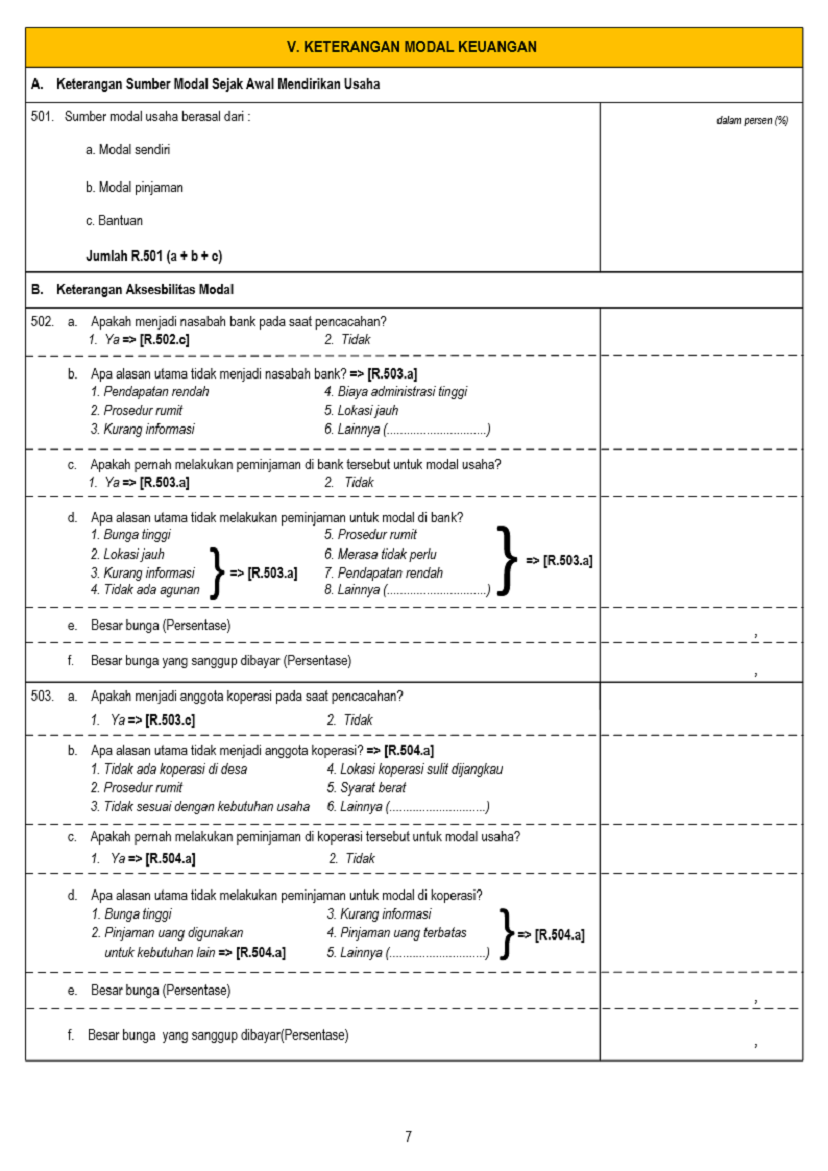 V. KETERANGAN MODAL KEUANGAN
A. Keterangan Sumber Modal Sejak Awal Mendirikan Usaha
501. Sumber modal usaha berasal dari :
dalam persen (%)
a. Modal sendiri
b. Modal pinjaman
c. Bantuan
Jumlah R.501 (a + b + c)
B. Keterangan Aksesbilitas Modal
502. a. Apakah menjadi nasabah bank pada saat pencacahan?
1. Ya => [R.502.c] 2. Tidak
b. Apa alasan utama tidak menjadi nasabah bank? => [R.503.a]
1. Pendapatan rendah 4. Biaya administrasi tinggi
2. Prosedur rumit 5. Lokasi jauh
3. Kurang informasi 6. Lainnya (..............................)
c. Apakah pernah melakukan peminjaman di bank tersebut untuk modal usaha?
1. Ya => [R.503.a] 2. Tidak
d. Apa alasan utama tidak melakukan peminjaman untuk modal di bank?
1. Bunga tinggi 5. Prosedur rumit
2. Lokasi jauh 6. Merasa tidak perlu
=> [R.503.a]
3. Kurang informasi => [R.503.a] 7. Pendapatan rendah
4. Tidak ada agunan 8. Lainnya (..............................)
e. Besar bunga (Persentase) ,
f. Besar bunga yang sanggup dibayar (Persentase) ,
503. a. Apakah menjadi anggota koperasi pada saat pencacahan?
1. Ya => [R.503.c] 2. Tidak
b. Apa alasan utama tidak menjadi anggota koperasi? => [R.504.a]
1. Tidak ada koperasi di desa 4. Lokasi koperasi sulit dijangkau
2. Prosedur rumit 5. Syarat berat
3. Tidak sesuai dengan kebutuhan usaha 6. Lainnya (.............................)
c. Apakah pernah melakukan peminjaman di koperasi tersebut untuk modal usaha?
1. Ya => [R.504.a] 2. Tidak
d. Apa alasan utama tidak melakukan peminjaman untuk modal di koperasi?
1. Bunga tinggi 3. Kurang informasi
2. Pinjaman uang digunakan 4. Pinjaman uang terbatas => [R.504.a]
untuk kebutuhan lain => [R.504.a] 5. Lainnya (.............................)
e. Besar bunga (Persentase) ,
f. Besar bunga yang sanggup dibayar(Persentase) ,
7